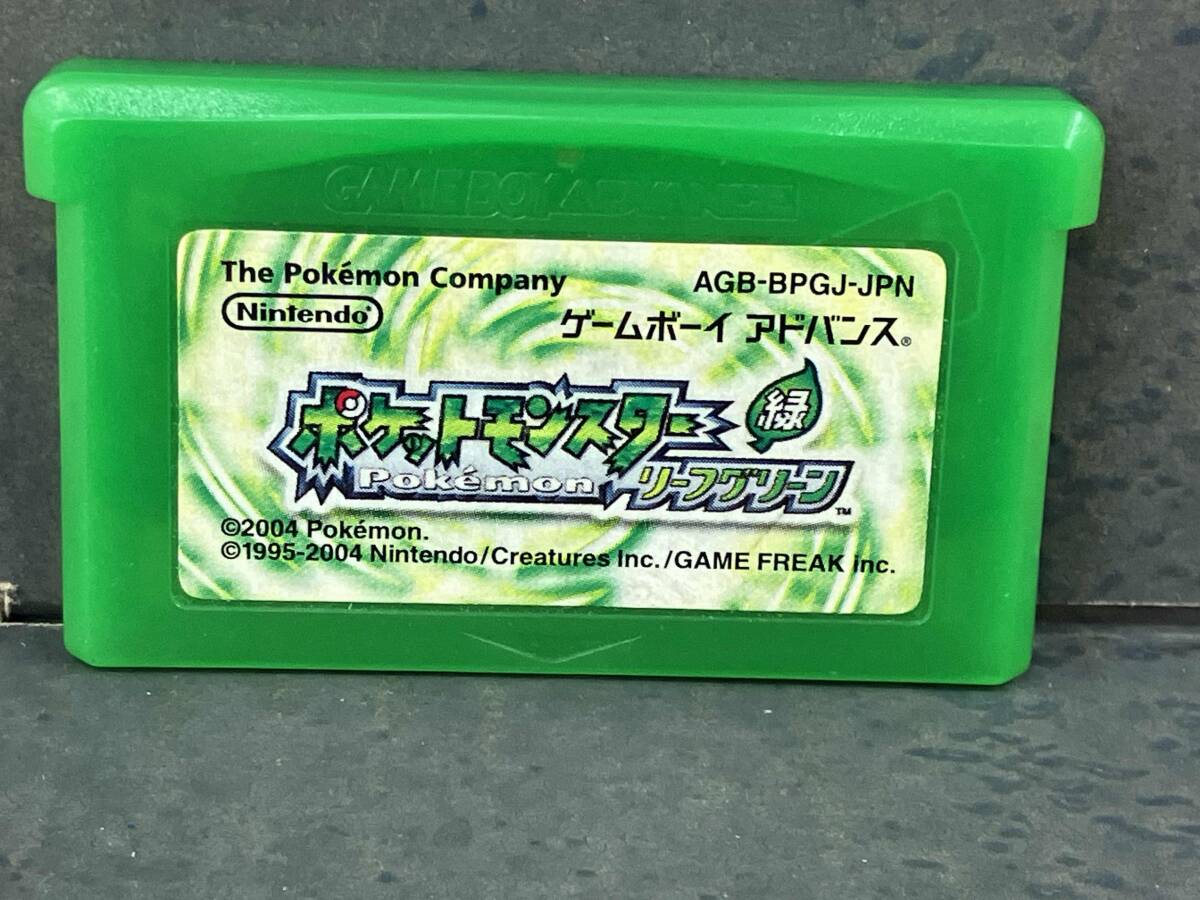 GAME BOY ADVANCE
The Pokémon Company
AGB-BPGJ-JPN
Nintendo®
ゲームボーイ アドバンス®
ポケットモンスター 緑
Pokémon リーフグリーン™
©2004 Pokémon.
©1995-2004 Nintendo/Creatures Inc./GAME FREAK inc.